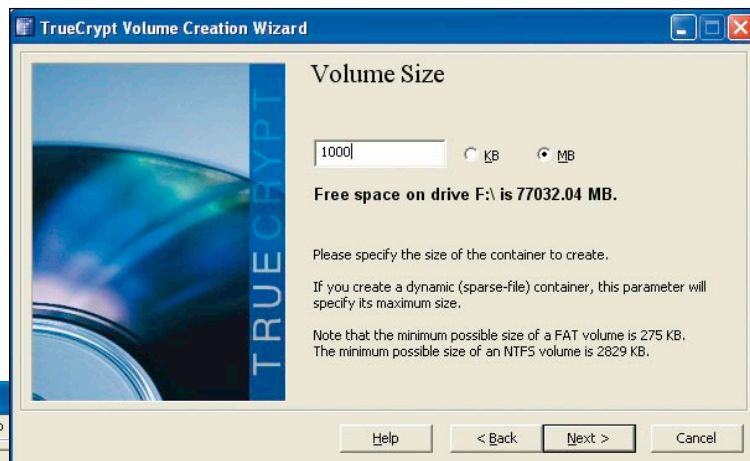 TrueCrypt Volume Creation Wizard
TRUECRYPT
Volume Size
1000 KB MB
Free space on drive F:\ is 77032.04 MB.
Please specify the size of the container to create.
If you create a dynamic (sparse-file) container, this parameter will
specify its maximum size.
Note that the minimum possible size of a FAT volume is 275 KB.
The minimum possible size of an NTFS volume is 2829 KB.
Help < Back Next > Cancel